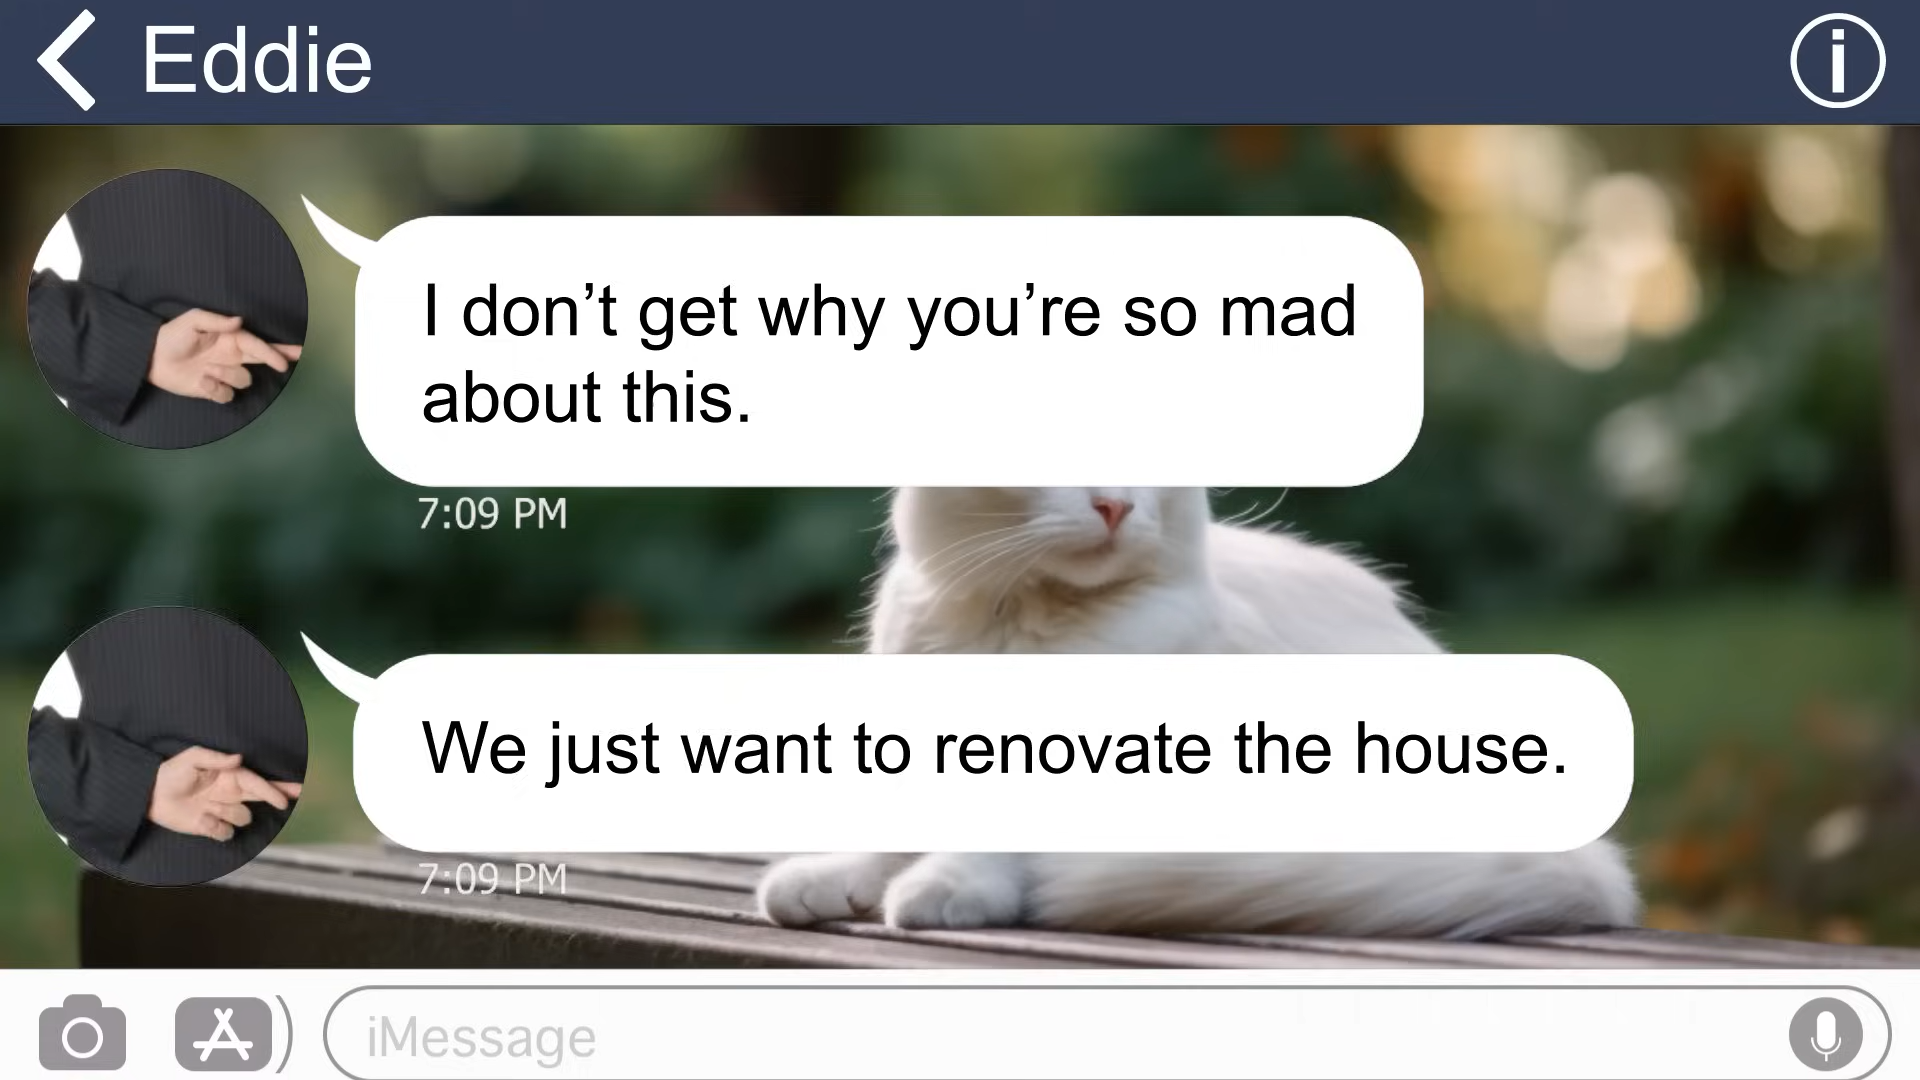 Eddie
I don’t get why you’re so mad
about this.
7:09 PM
We just want to renovate the house.
7:09 PM
iMessage